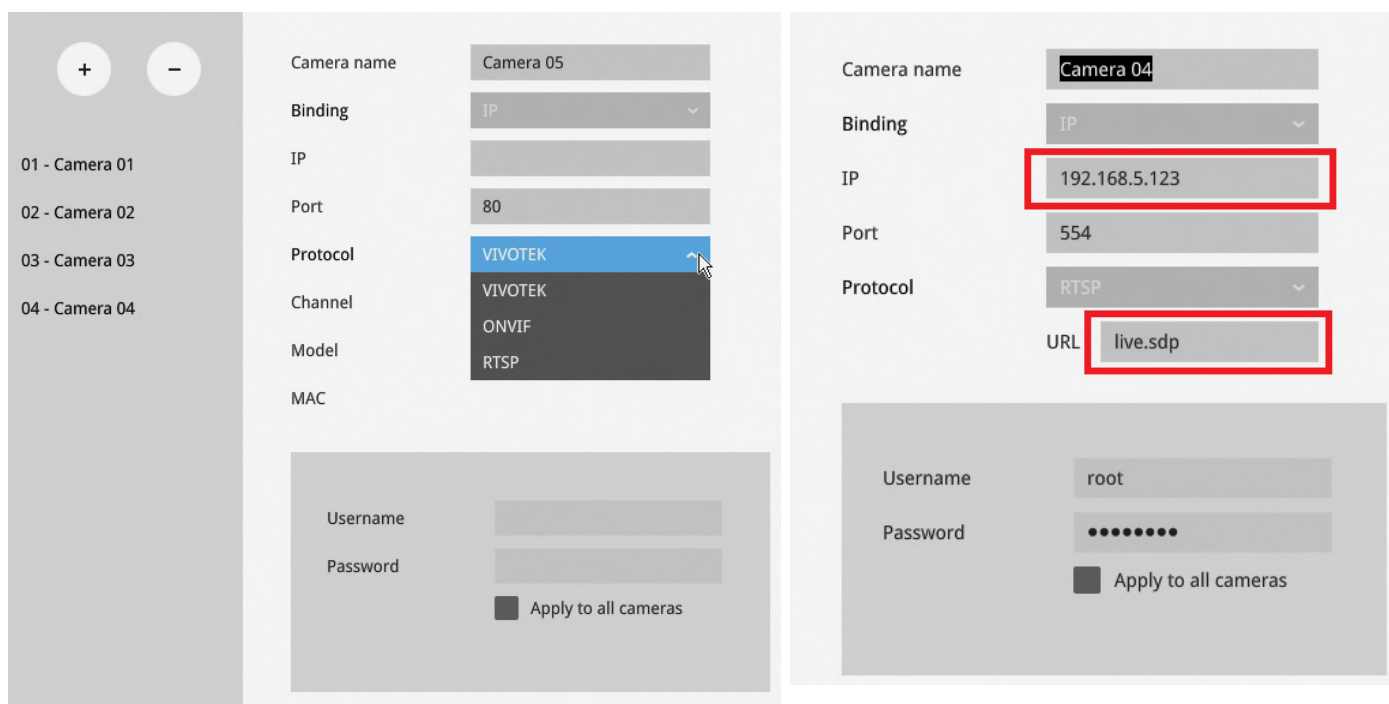 + −
01 - Camera 01
02 - Camera 02
03 - Camera 03
04 - Camera 04
Camera name Camera 05
Binding IP
IP
Port 80
Protocol VIVOTEK
VIVOTEK
Channel
ONVIF
Model
RTSP
MAC
Username
Password
Apply to all cameras
Camera name Camera 04
Binding IP
IP 192.168.5.123
Port 554
Protocol RTSP
URL live.sdp
Username root
Password ●●●●●●●●
Apply to all cameras